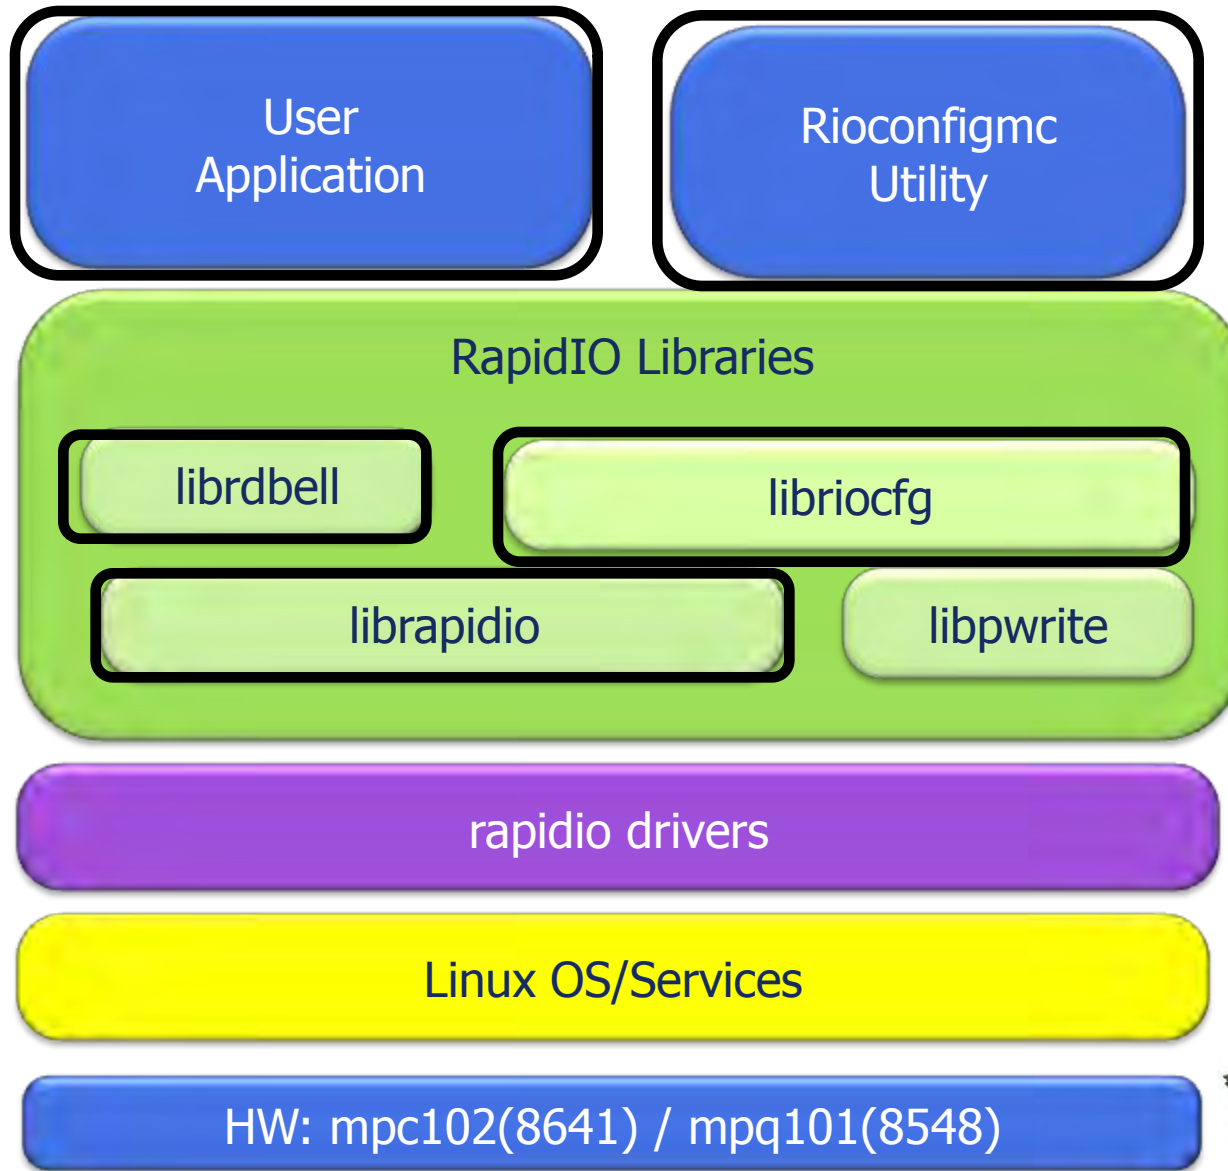 User
Application
Rioconfigmc
Utility
RapidIO Libraries
librdbell
libriocfg
librapidio
libpwrite
rapidio drivers
Linux OS/Services
HW: mpc102(8641) / mpq101(8548)